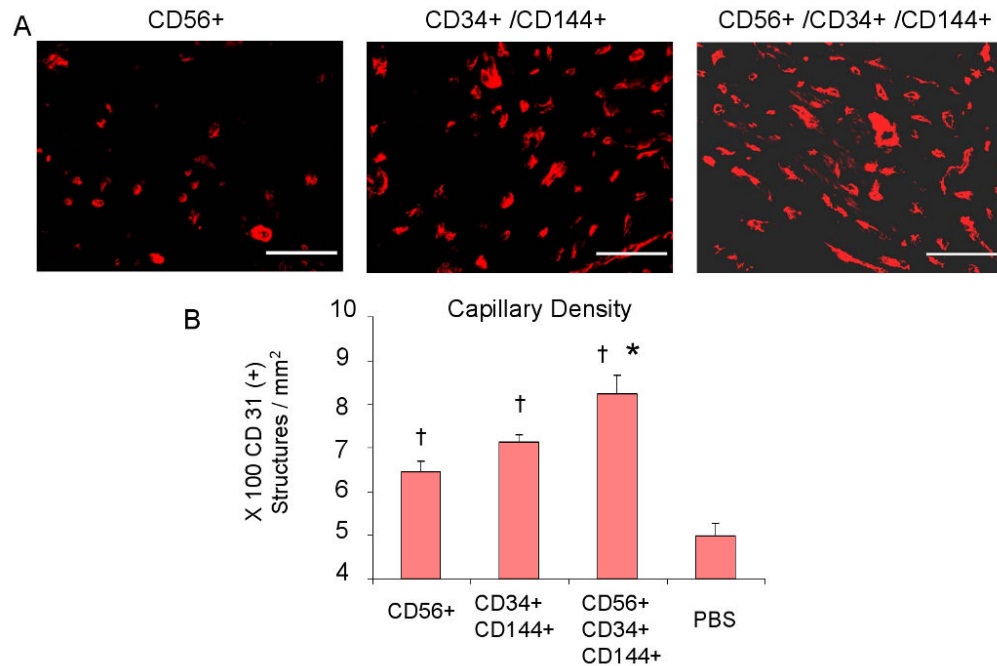 A
CD56+
CD34+ /CD144+
CD56+ /CD34+ /CD144+
B
Capillary Density
X 100 CD 31 (+)
Structures / mm²
10
9
8
7
6
5
4
†
†
† *
CD56+
CD34+
CD144+
CD56+
CD34+
CD144+
PBS